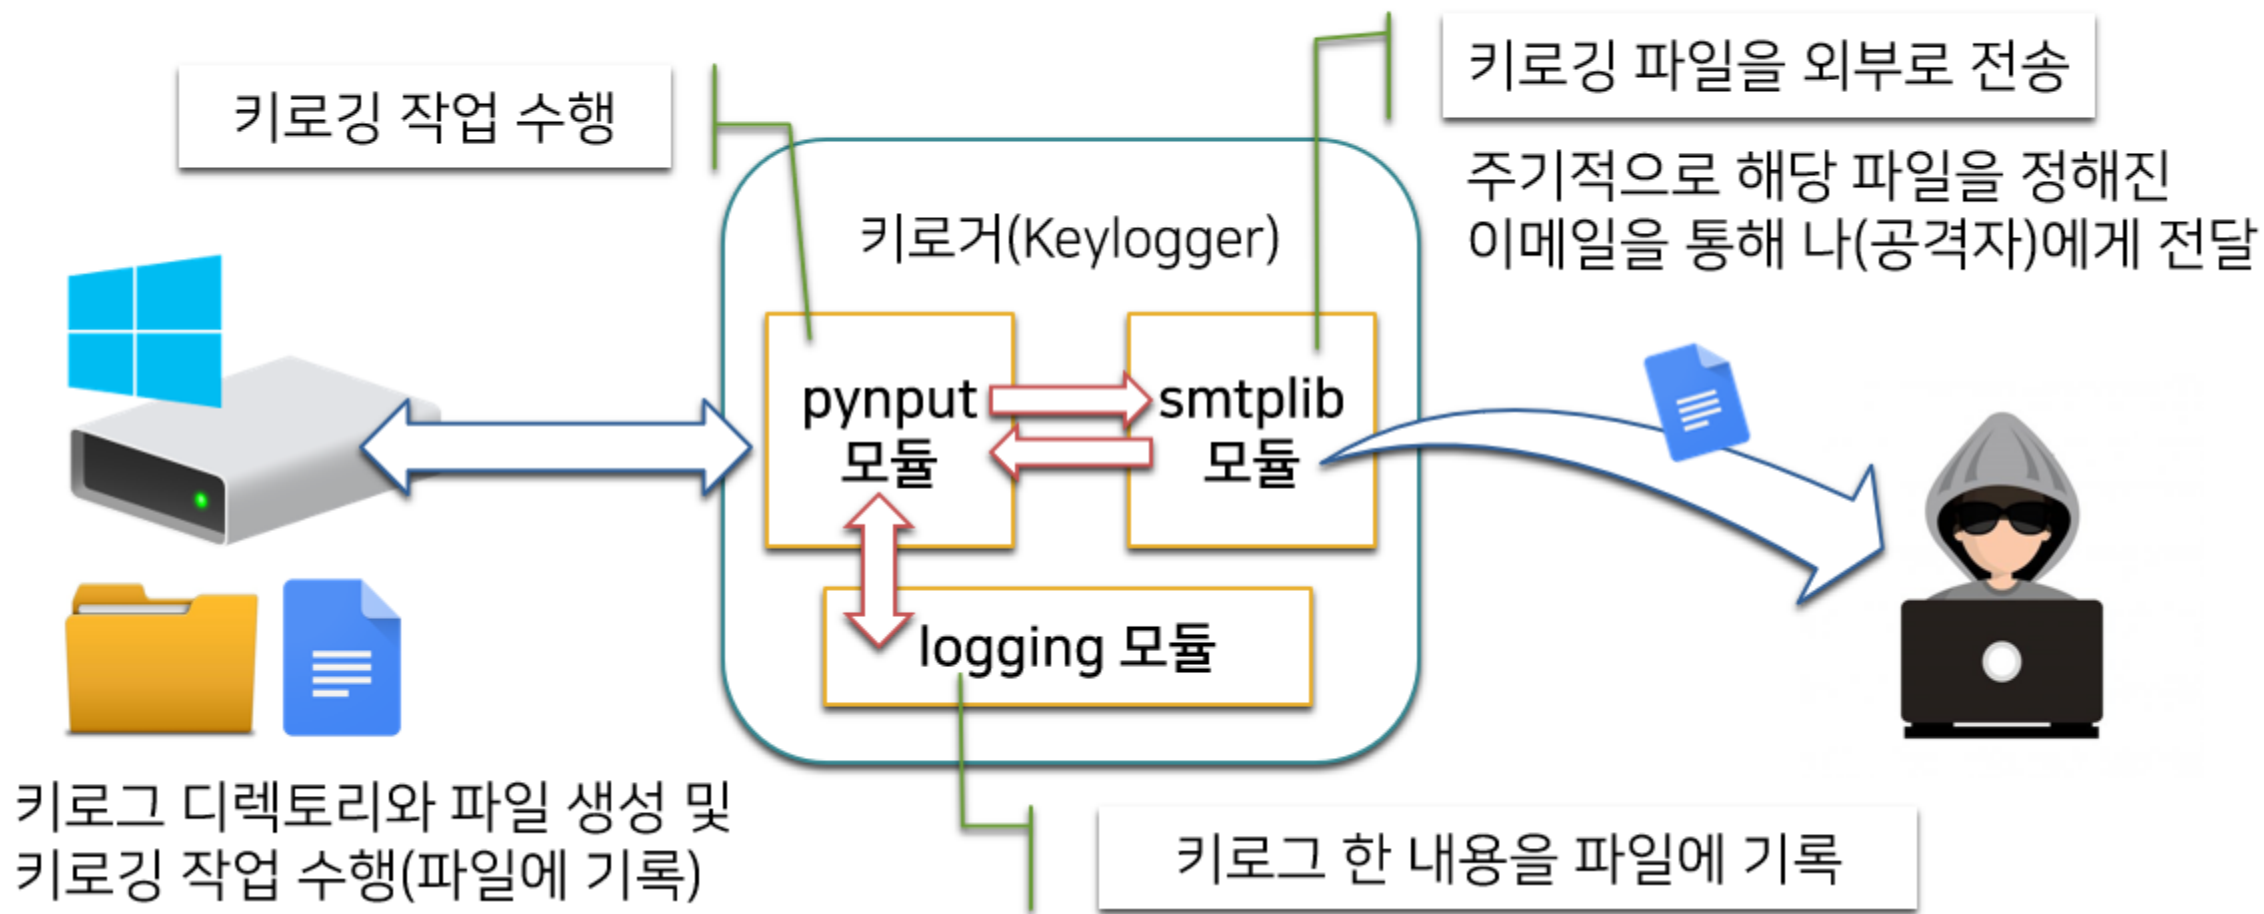 키로깅 작업 수행
키로깅 파일을 외부로 전송
주기적으로 해당 파일을 정해진
이메일을 통해 나(공격자)에게 전달
키로거(Keylogger)
pynput
모듈
smtplib
모듈
logging 모듈
키로그 디렉토리와 파일 생성 및
키로깅 작업 수행(파일에 기록)
키로그 한 내용을 파일에 기록